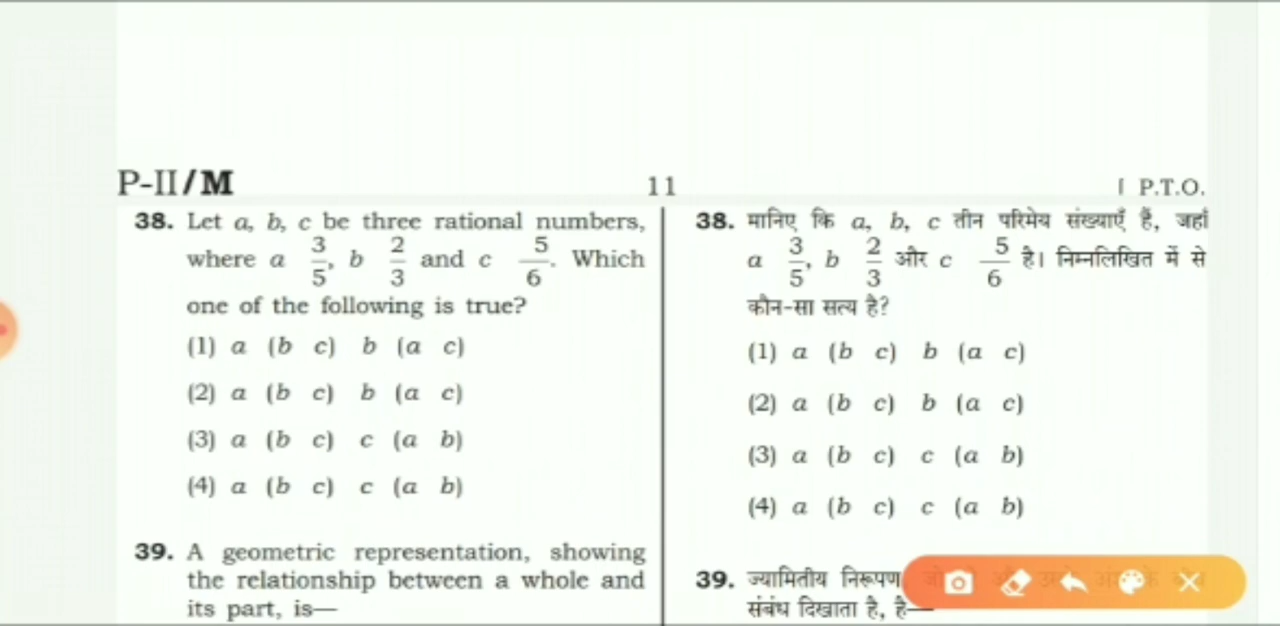 P-II/M 11 [ P.T.O.
38. Let a, b, c be three rational numbers,
where a 3/5, b 2/3 and c 5/6. Which
one of the following is true?
(1) a (b c) b (a c)
(2) a (b c) b (a c)
(3) a (b c) c (a b)
(4) a (b c) c (a b)
39. A geometric representation, showing
the relationship between a whole and
its part, is—
38. मानिए कि a, b, c तीन परिमेय संख्याएँ हैं, जहाँ
a 3/5, b 2/3 और c 5/6 है। निम्नलिखित में से
कौन-सा सत्य है?
(1) a (b c) b (a c)
(2) a (b c) b (a c)
(3) a (b c) c (a b)
(4) a (b c) c (a b)
39. ज्यामितीय निरूपण
संबंध दिखाता है, है—